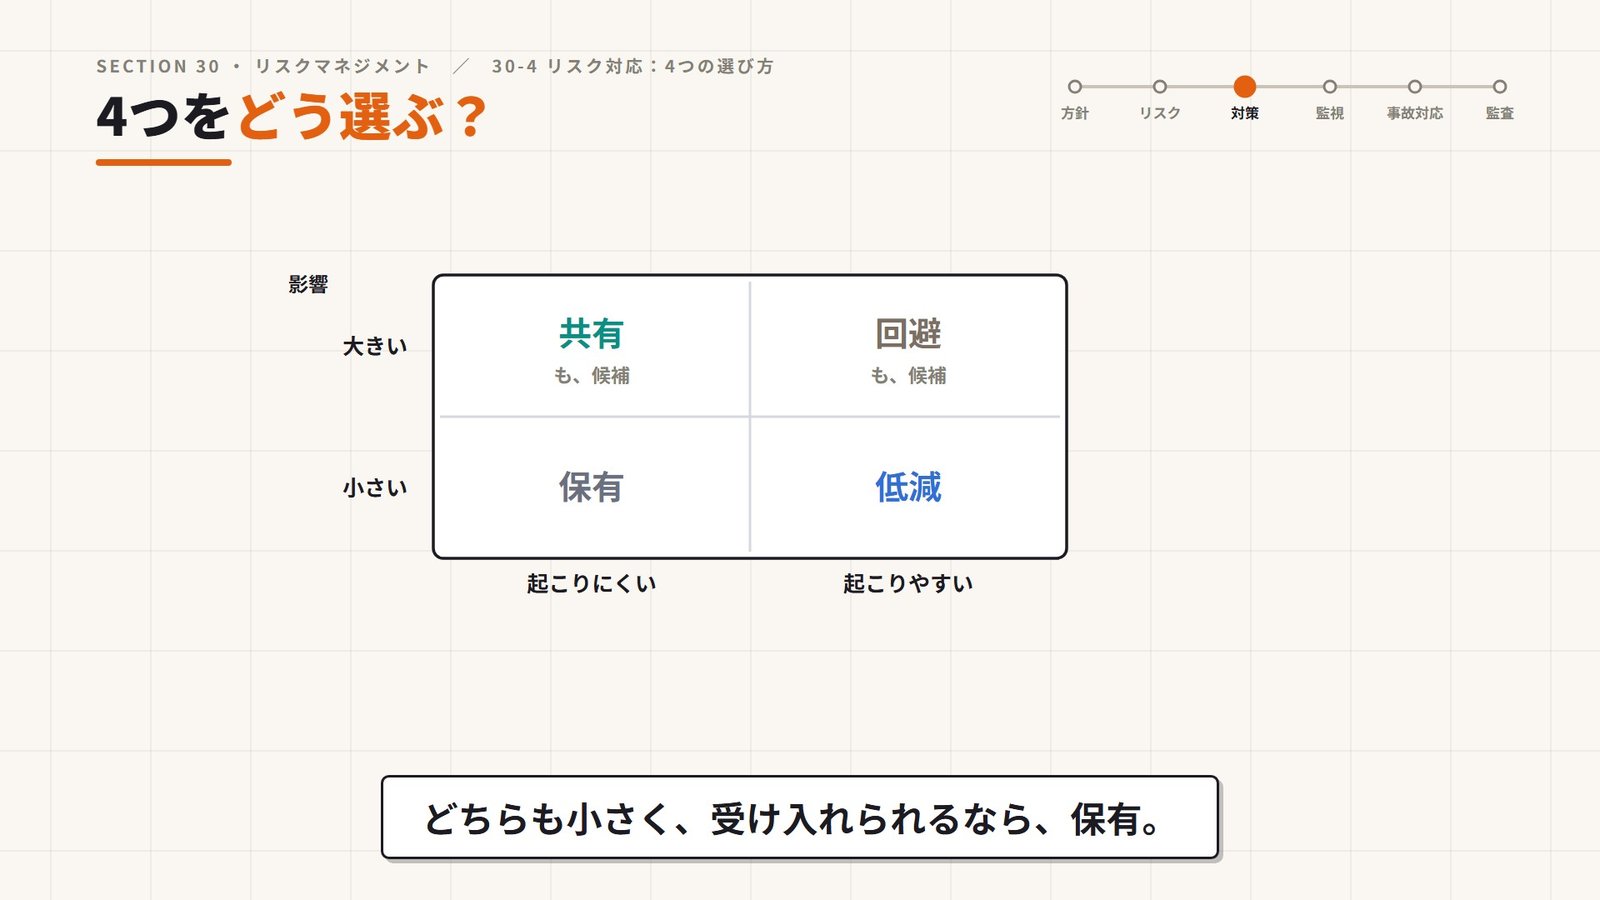 SECTION 30 ・ リスクマネジメント ／ 30-4 リスク対応：4つの選び方
4つをどう選ぶ？
方針 リスク 対策 監視 事故対応 監査
影響
大きい
共有 回避
も、候補 も、候補
小さい
保有 低減
起こりにくい 起こりやすい
どちらも小さく、受け入れられるなら、保有。